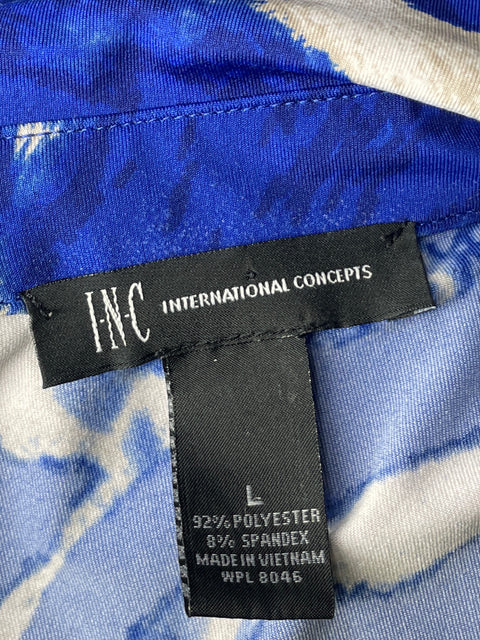 I·N·C INTERNATIONAL CONCEPTS
L
92% POLYESTER
8% SPANDEX
MADE IN VIETNAM
WPL 8046